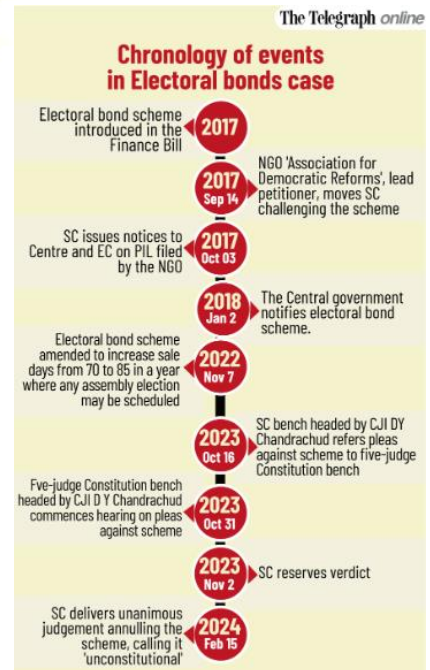 The Telegraph online
Chronology of events
in Electoral bonds case
Electoral bond scheme
introduced in the
Finance Bill
2017
2017
Sep 14
NGO 'Association for
Democratic Reforms', lead
petitioner, moves SC
challenging the scheme
SC issues notices to
Centre and EC on PIL filed
by the NGO
2017
Oct 03
2018
Jan 2
The Central government
notifies electoral bond
scheme.
Electoral bond scheme
amended to increase sale
days from 70 to 85 in a year
where any assembly election
may be scheduled
2022
Nov 7
2023
Oct 16
SC bench headed by CJI DY
Chandrachud refers pleas
against scheme to five-judge
Constitution bench
Fve-judge Constitution bench
headed by CJI D Y Chandrachud
commences hearing on pleas
against scheme
2023
Oct 31
2023
Nov 2
SC reserves verdict
SC delivers unanimous
judgement annulling the
scheme, calling it
'unconstitutional'
2024
Feb 15